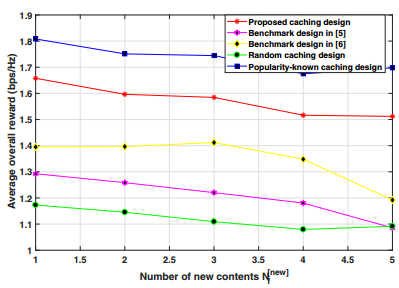 1.9
1.8
1.7
1.6
1.5
1.4
1.3
1.2
1.1
1
Average overall reward (bps/Hz)
Proposed caching design
Benchmark design in [5]
Benchmark design in [6]
Random caching design
Popularity-known caching design
1 1.5 2 2.5 3 3.5 4 4.5 5
Number of new contents N_f^[new]